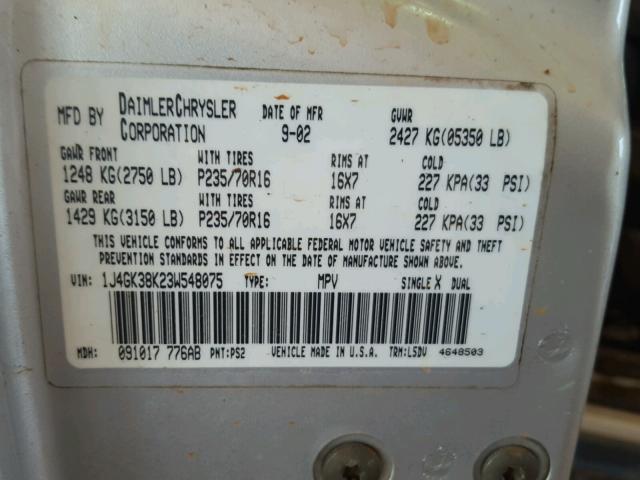 MFD BY DAIMLERCHRYSLER CORPORATION DATE OF MFR 9-02 GVWR 2427 KG(05350 LB)
GAWR FRONT WITH TIRES RIMS AT COLD
1248 KG(2750 LB) P235/70R16 16X7 227 KPA(33 PSI)
GAWR REAR WITH TIRES RIMS AT COLD
1429 KG(3150 LB) P235/70R16 16X7 227 KPA(33 PSI)
THIS VEHICLE CONFORMS TO ALL APPLICABLE FEDERAL MOTOR VEHICLE SAFETY AND THEFT
PREVENTION STANDARDS IN EFFECT ON THE DATE OF MANUFACTURE SHOWN ABOVE.
VIN: 1J4GK38K23W548075 TYPE: MPV SINGLE X DUAL
MDH: 091017 776AB PNT:PS2 VEHICLE MADE IN U.S.A. TRM:L5DV 4648503